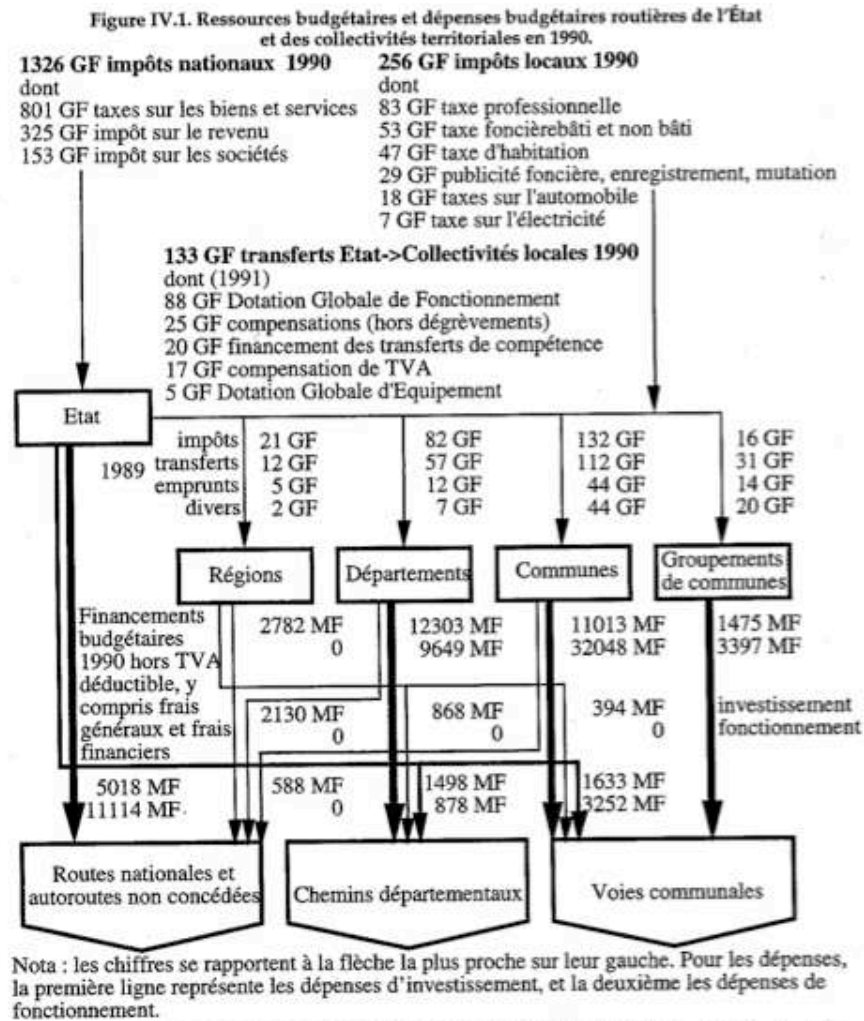 Figure IV.1. Ressources budgétaires et dépenses budgétaires routières de l'État
et des collectivités territoriales en 1990.
1326 GF impôts nationaux 1990
dont
801 GF taxes sur les biens et services
325 GF impôt sur le revenu
153 GF impôt sur les sociétés
256 GF impôts locaux 1990
dont
83 GF taxe professionnelle
53 GF taxe foncièrebâti et non bâti
47 GF taxe d'habitation
29 GF publicité foncière, enregistrement, mutation
18 GF taxes sur l'automobile
7 GF taxe sur l'électricité
133 GF transferts Etat->Collectivités locales 1990
dont (1991)
88 GF Dotation Globale de Fonctionnement
25 GF compensations (hors dégrèvements)
20 GF financement des transferts de compétence
17 GF compensation de TVA
5 GF Dotation Globale d'Equipement
Etat
1989
impôts 21 GF 82 GF 132 GF 16 GF
transferts 12 GF 57 GF 112 GF 31 GF
emprunts 5 GF 12 GF 44 GF 14 GF
divers 2 GF 7 GF 44 GF 20 GF
Régions
Départements
Communes
Groupements
de communes
Financements
budgétaires
1990 hors TVA
déductible, y
compris frais
généraux et frais
financiers
2782 MF 12303 MF 11013 MF 1475 MF
0 9649 MF 32048 MF 3397 MF
2130 MF 868 MF 394 MF investissement
0 0 0 fonctionnement
5018 MF 588 MF 1498 MF 1633 MF
11114 MF 0 878 MF 3252 MF
Routes nationales et
autoroutes non concédées
Chemins départementaux
Voies communales
Nota : les chiffres se rapportent à la flèche la plus proche sur leur gauche. Pour les dépenses,
la première ligne représente les dépenses d'investissement, et la deuxième les dépenses de
fonctionnement.